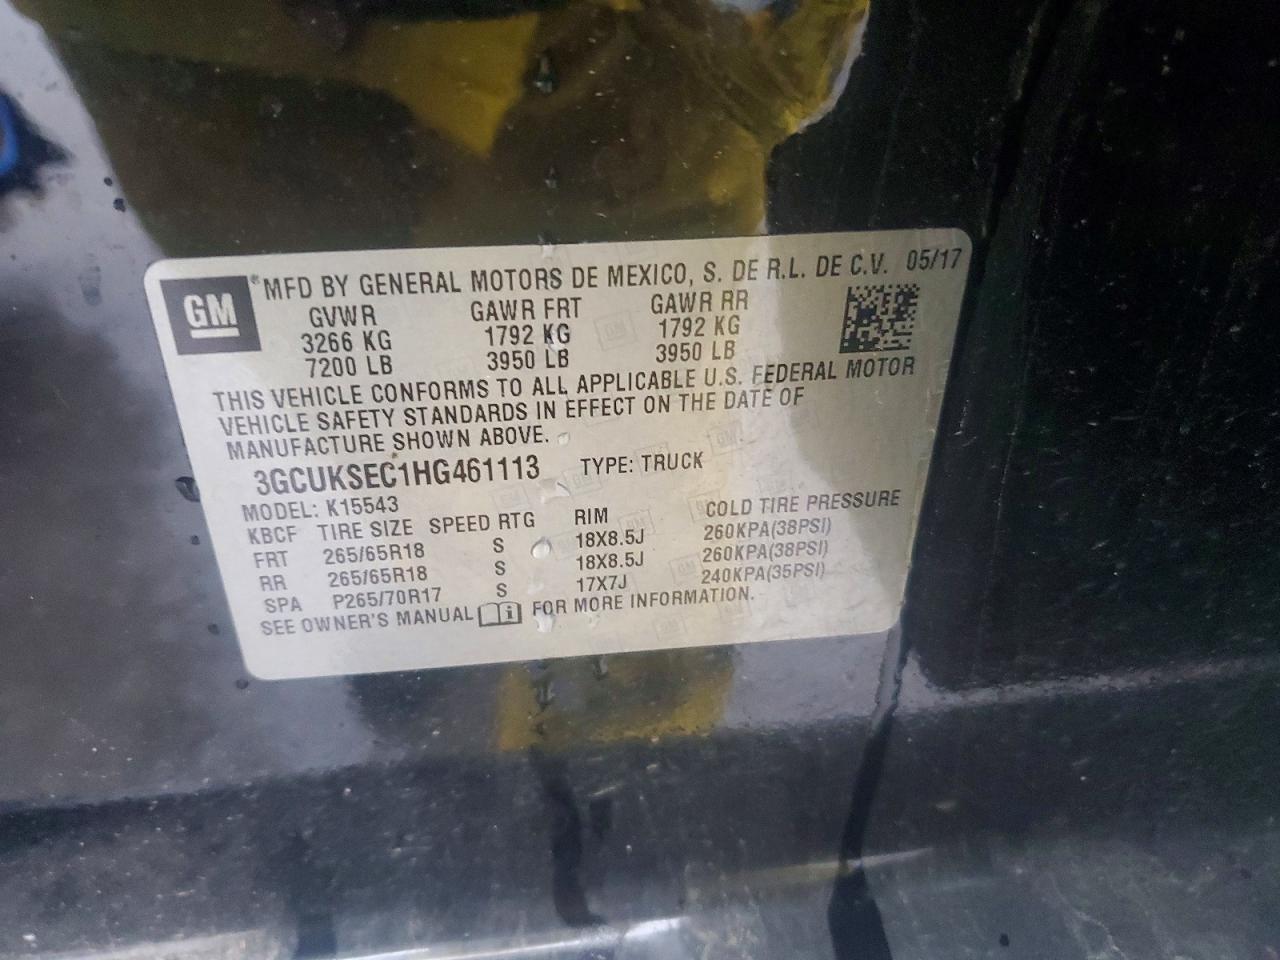 GM ® MFD BY GENERAL MOTORS DE MEXICO, S. DE R.L. DE C.V. 05/17
GVWR GAWR FRT GAWR RR
3266 KG 1792 KG 1792 KG
7200 LB 3950 LB 3950 LB
THIS VEHICLE CONFORMS TO ALL APPLICABLE U.S. FEDERAL MOTOR
VEHICLE SAFETY STANDARDS IN EFFECT ON THE DATE OF
MANUFACTURE SHOWN ABOVE.
3GCUKSEC1HG461113 TYPE: TRUCK
MODEL: K15543
KBCF TIRE SIZE SPEED RTG RIM COLD TIRE PRESSURE
FRT 265/65R18 S 18X8.5J 260KPA(38PSI)
RR 265/65R18 S 18X8.5J 260KPA(38PSI)
SPA P265/70R17 S 17X7J 240KPA(35PSI)
SEE OWNER'S MANUAL FOR MORE INFORMATION.